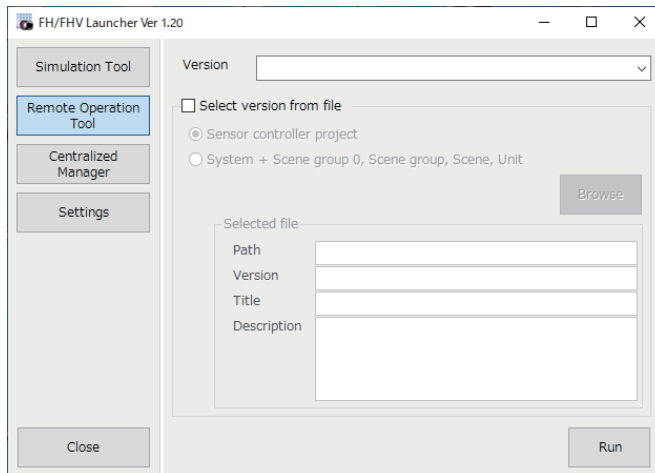 FH/FHV Launcher Ver 1.20
Simulation Tool
Remote Operation
Tool
Centralized
Manager
Settings
Close
Version
Select version from file
Sensor controller project
System + Scene group 0, Scene group, Scene, Unit
Browse
Selected file
Path
Version
Title
Description
Run